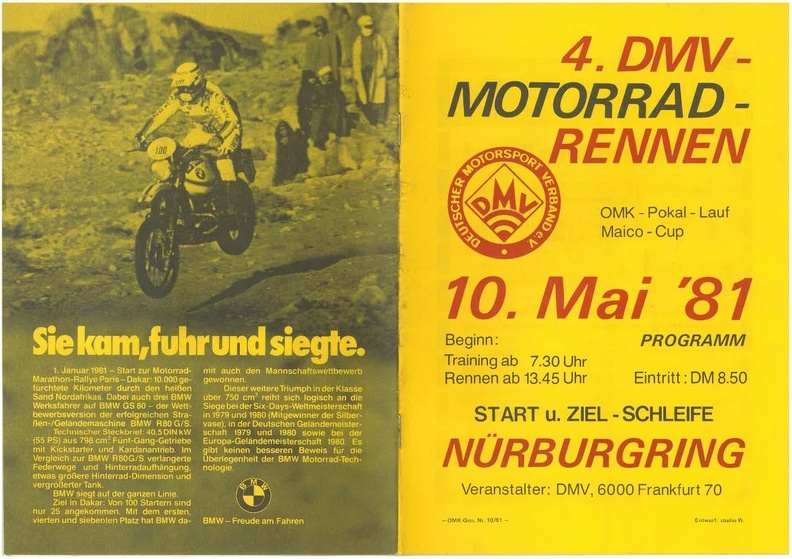 100
Sie kam, fuhr und siegte.
1. Januar 1981 – Start zur Motorrad-
Marathon-Rallye Paris – Dakar: 10.000 ge-
fürchtete Kilometer durch den heißen
Sand Nordafrikas. Dabei auch drei BMW
Werksfahrer auf BMW GS 80 – der Wett-
bewerbsversion der erfolgreichen Stra-
ßen-/Geländemaschine BMW R 80 G/S.
Technischer Steckbrief: 40,5 DIN kW
(55 PS) aus 798 cm³. Fünf-Gang-Getriebe
mit Kickstarter und Kardanantrieb. Im
Vergleich zur BMW R80G/S verlängerte
Federwege und Hinterradaufhängung,
etwas größere Hinterrad-Dimension und
vergrößerter Tank.
BMW siegt auf der ganzen Linie.
Ziel in Dakar: Von 100 Startern sind
nur 25 angekommen. Mit dem ersten,
vierten und siebenten Platz hat BMW da-
mit auch den Mannschaftswettbewerb
gewonnen.
Dieser weitere Triumph in der Klasse
über 750 cm³ reiht sich logisch an die
Siege bei der Six-Days-Weltmeisterschaft
in 1979 und 1980 (Mitgewinner der Silber-
vase), in der Deutschen Geländemeister-
schaft 1979 und 1980 sowie bei der
Europa-Geländemeisterschaft 1980. Es
gibt keinen besseren Beweis für die
Überlegenheit der BMW Motorrad-Tech-
nologie.
BMW
BMW – Freude am Fahren
4. DMV -
MOTORRAD -
RENNEN
DEUTSCHER MOTORSPORT VERBAND e.V.
DMV
OMK - Pokal - Lauf
Maico - Cup
10. Mai '81
Beginn:
PROGRAMM
Training ab 7.30 Uhr
Rennen ab 13.45 Uhr
Eintritt : DM 8.50
START u. ZIEL - SCHLEIFE
NÜRBURGRING
Veranstalter: DMV, 6000 Frankfurt 70
– OMK-Gen. Nr. 10/81 –
Entwurf: studio W.